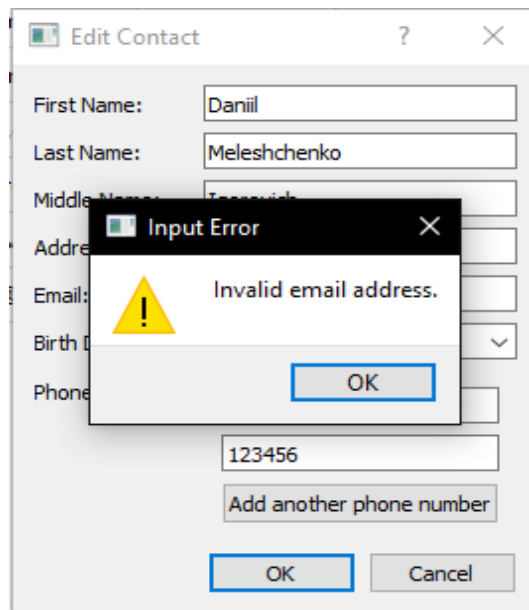 Edit Contact ?
First Name: Daniil
Last Name: Meleshchenko
Input Error
Invalid email address.
OK
Email:
123456
Add another phone number
OK Cancel